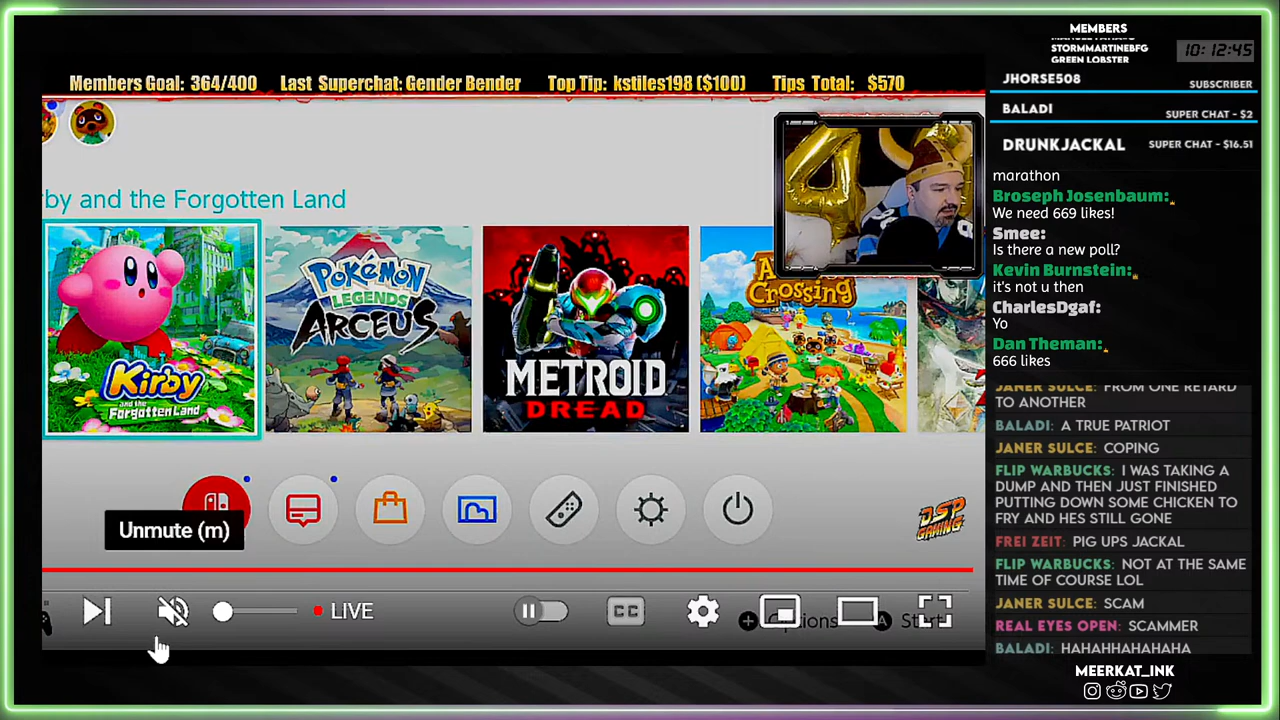 Members Goal: 364/400 Last Superchat: Gender Bender Top Tip: kstiles198 ($100) Tips Total: $570
rby and the Forgotten Land
Kirby
and the
Forgotten Land
POKéMON
LEGENDS
ARCEUS
METROID
DREAD
Crossing
4
DSP
GAMING
Unmute (m)
LIVE
CC
Options
A
MEMBERS
STORMMARTINEBFG
GREEN LOBSTER
10:12:45
JHORSE508 SUBSCRIBER
BALADI SUPER CHAT - $2
DRUNKJACKAL SUPER CHAT - $16.51
marathon
Broseph Josenbaum:
We need 669 likes!
Smee:
Is there a new poll?
Kevin Burnstein:
it's not u then
CharlesDgaf:
Yo
Dan Theman:
666 likes
JANER SULCE: FROM ONE RETARD
TO ANOTHER
BALADI: A TRUE PATRIOT
JANER SULCE: COPING
FLIP WARBUCKS: I WAS TAKING A
DUMP AND THEN JUST FINISHED
PUTTING DOWN SOME CHICKEN TO
FRY AND HES STILL GONE
FREI ZEIT: PIG UPS JACKAL
FLIP WARBUCKS: NOT AT THE SAME
TIME OF COURSE LOL
JANER SULCE: SCAM
REAL EYES OPEN: SCAMMER
BALADI: HAHAHHAHAHAHA
MEERKAT_INK